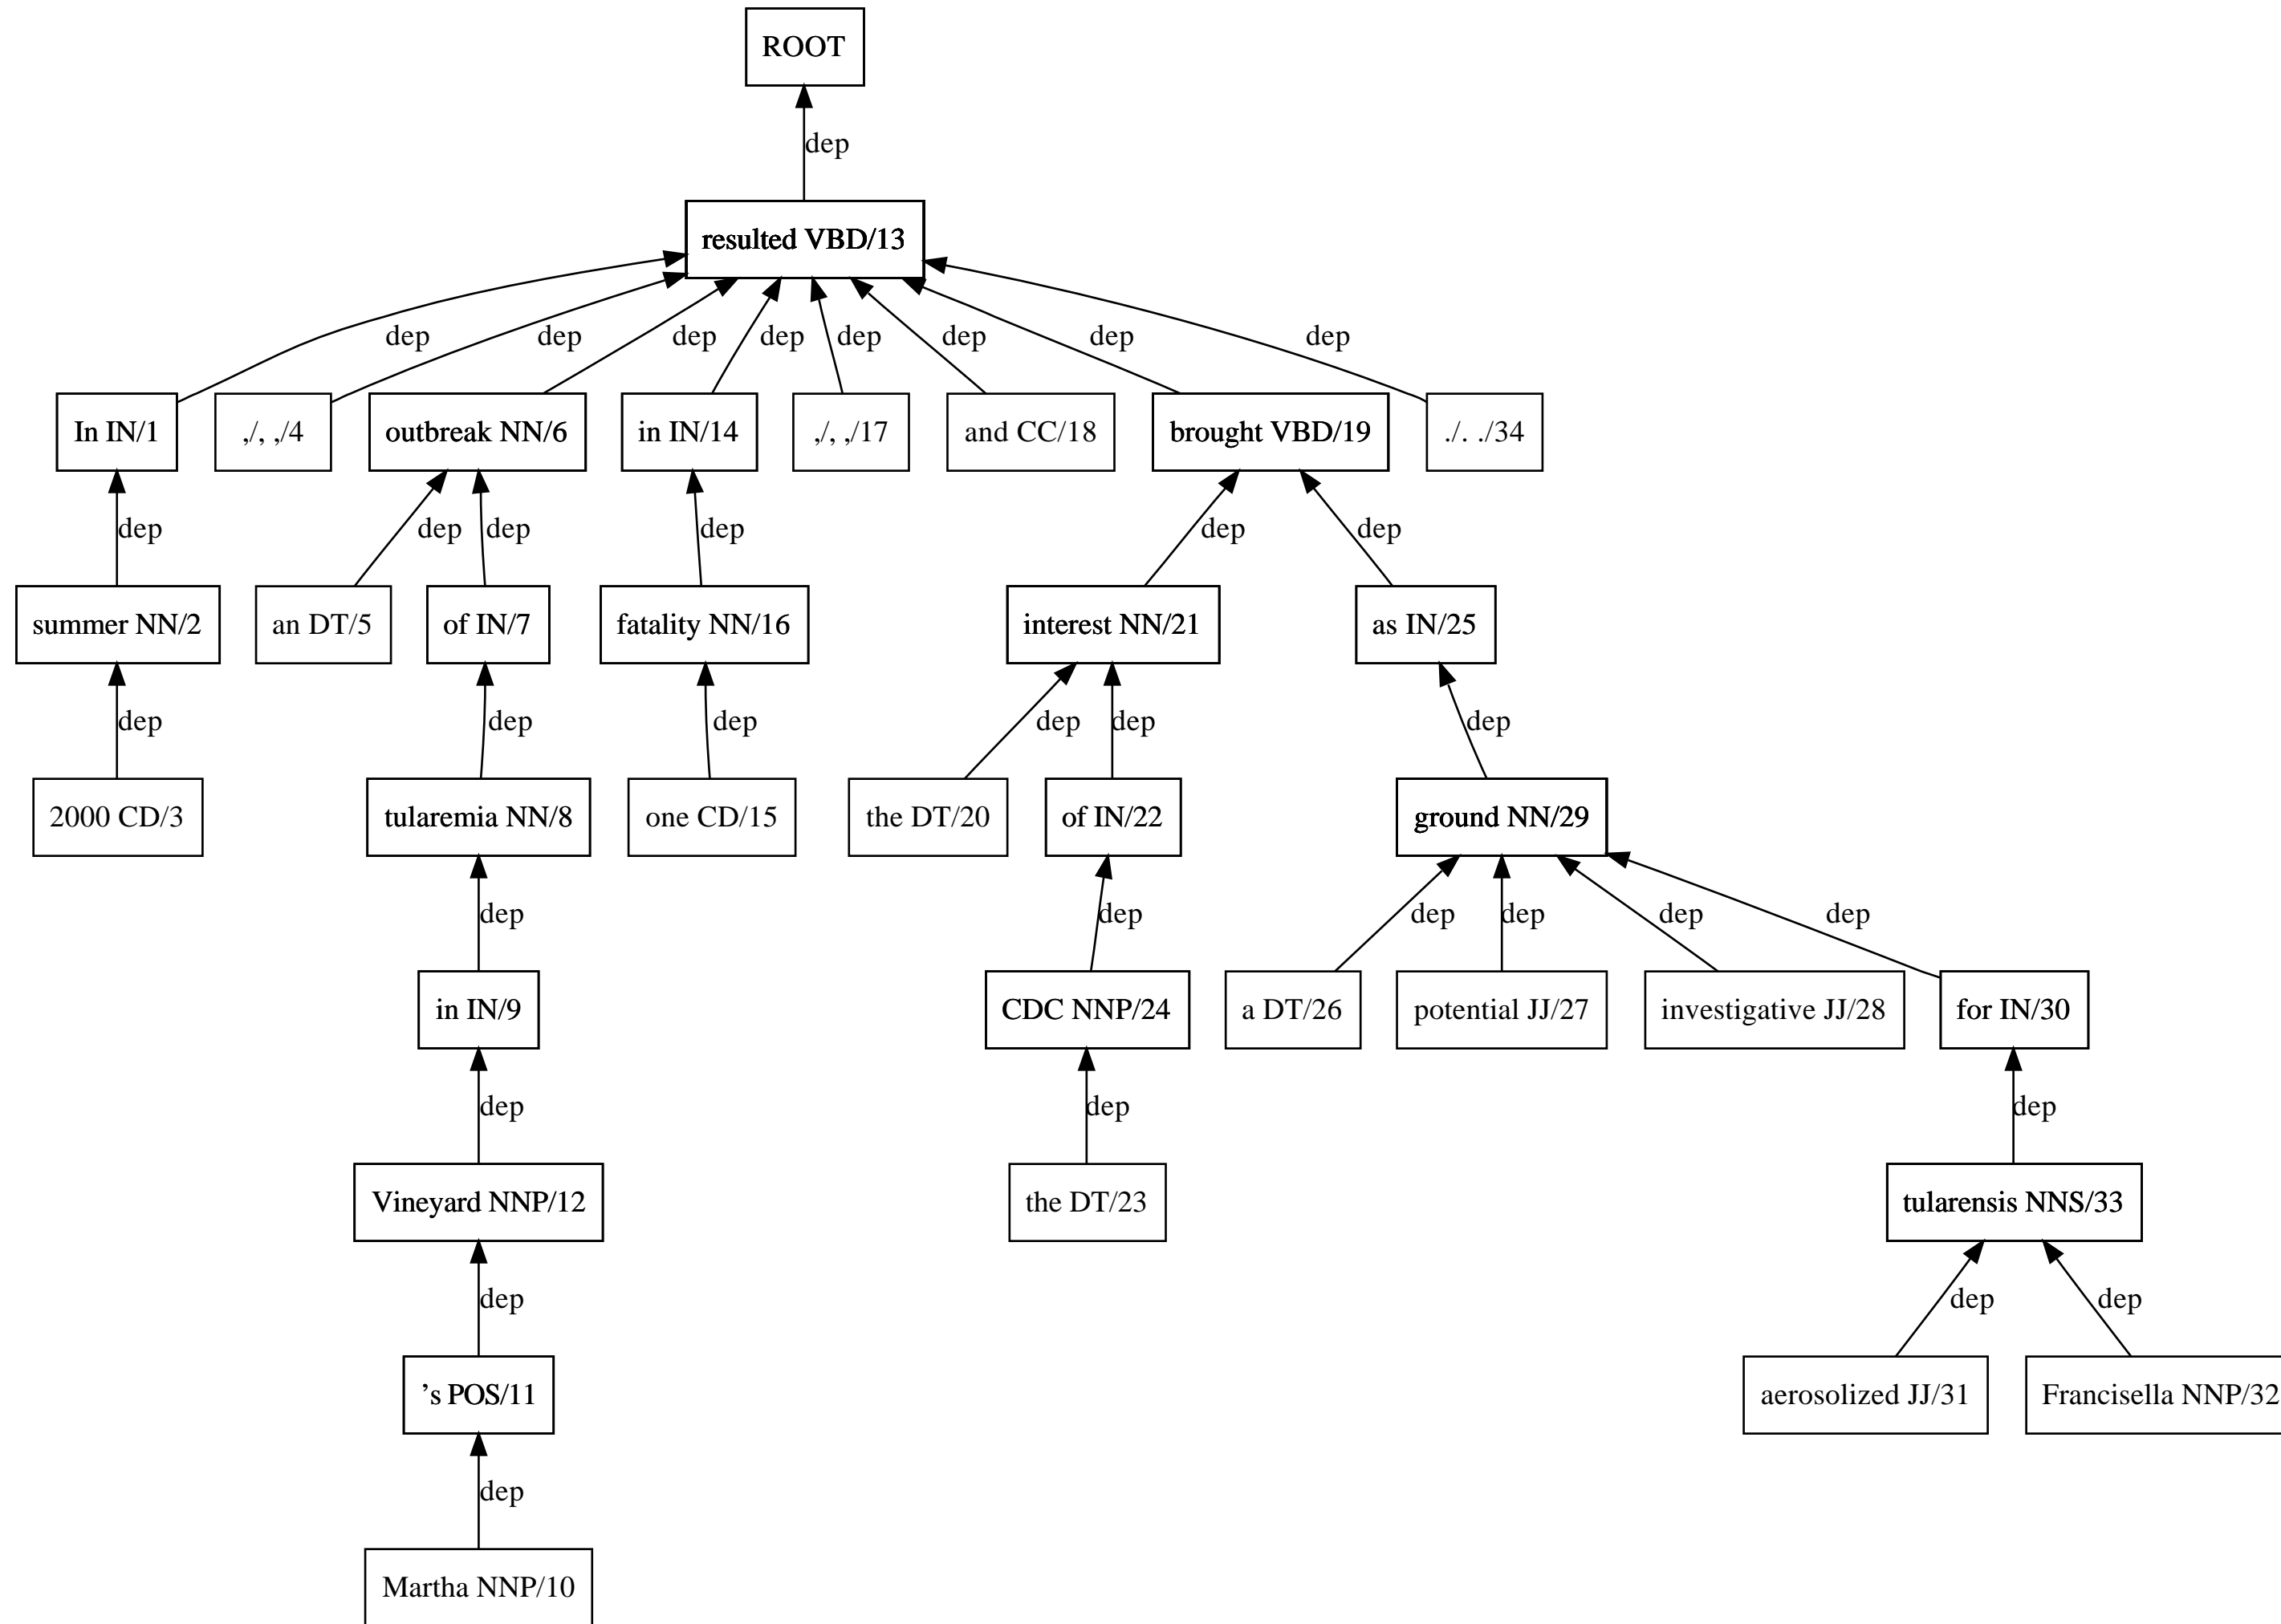 ROOT
dep
resulted VBD/13
dep dep dep dep dep dep dep dep
In IN/1 ,/, ,/4 outbreak NN/6 in IN/14 ,/, ,/17 and CC/18 brought VBD/19 ./. ./34
dep dep dep dep dep dep
summer NN/2 an DT/5 of IN/7 fatality NN/16 interest NN/21 as IN/25
dep dep dep dep dep dep
2000 CD/3 tularemia NN/8 one CD/15 the DT/20 of IN/22 ground NN/29
dep dep dep dep dep dep
in IN/9 CDC NNP/24 a DT/26 potential JJ/27 investigative JJ/28 for IN/30
dep dep dep
Vineyard NNP/12 the DT/23 tularensis NNS/33
dep dep dep
's POS/11 aerosolized JJ/31 Francisella NNP/32
dep
Martha NNP/10